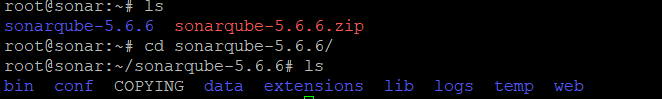 root@sonar:~# ls
sonarqube-5.6.6  sonarqube-5.6.6.zip
root@sonar:~# cd sonarqube-5.6.6/
root@sonar:~/sonarqube-5.6.6# ls
bin  conf  COPYING  data  extensions  lib  logs  temp  web